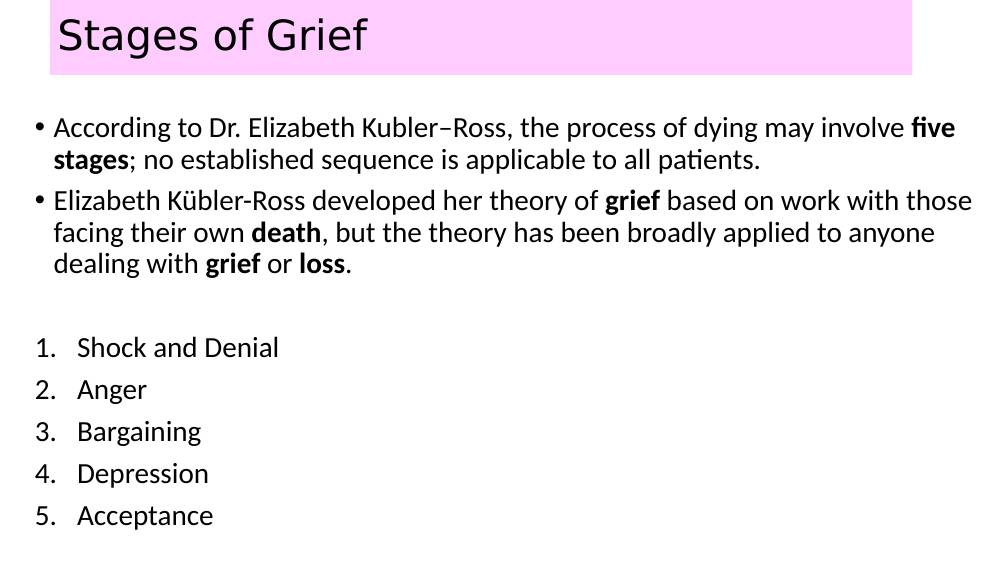 Stages of Grief
• According to Dr. Elizabeth Kubler–Ross, the process of dying may involve five
stages; no established sequence is applicable to all patients.
• Elizabeth Kübler-Ross developed her theory of grief based on work with those
facing their own death, but the theory has been broadly applied to anyone
dealing with grief or loss.
1. Shock and Denial
2. Anger
3. Bargaining
4. Depression
5. Acceptance